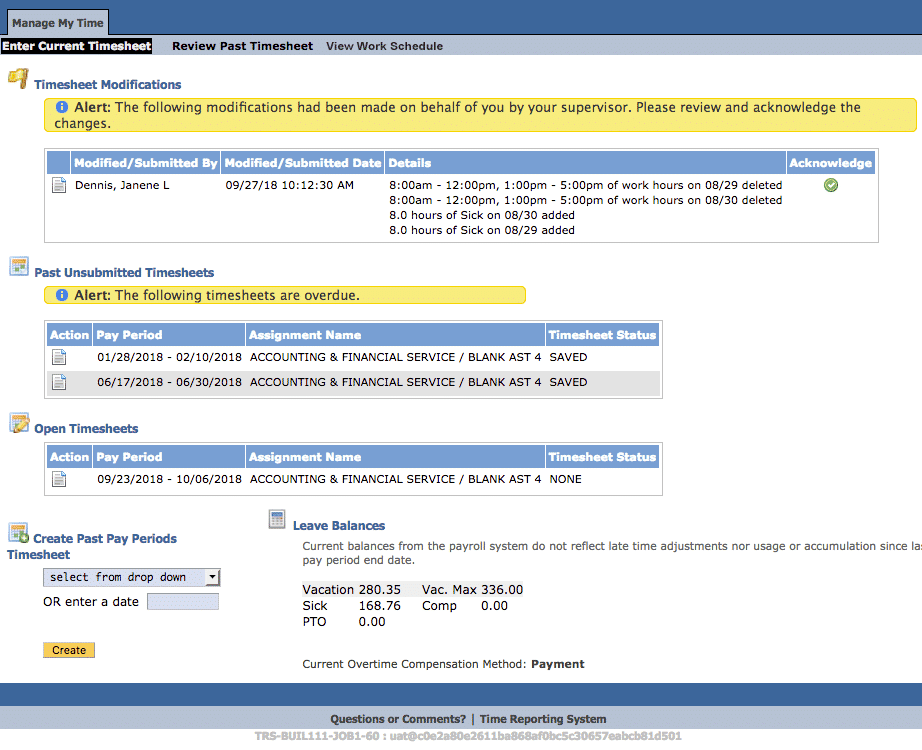 Manage My Time
Enter Current Timesheet Review Past Timesheet View Work Schedule
Timesheet Modifications
Alert: The following modifications had been made on behalf of you by your supervisor. Please review and acknowledge the
changes.
Modified/Submitted By Modified/Submitted Date Details Acknowledge
Dennis, Janene L 09/27/18 10:12:30 AM 8:00am - 12:00pm, 1:00pm - 5:00pm of work hours on 08/29 deleted
8:00am - 12:00pm, 1:00pm - 5:00pm of work hours on 08/30 deleted
8.0 hours of Sick on 08/30 added
8.0 hours of Sick on 08/29 added
Past Unsubmitted Timesheets
Alert: The following timesheets are overdue.
Action Pay Period Assignment Name Timesheet Status
01/28/2018 - 02/10/2018 ACCOUNTING & FINANCIAL SERVICE / BLANK AST 4 SAVED
06/17/2018 - 06/30/2018 ACCOUNTING & FINANCIAL SERVICE / BLANK AST 4 SAVED
Open Timesheets
Action Pay Period Assignment Name Timesheet Status
09/23/2018 - 10/06/2018 ACCOUNTING & FINANCIAL SERVICE / BLANK AST 4 NONE
Create Past Pay Periods
Timesheet
select from drop down
OR enter a date
Create
Leave Balances
Current balances from the payroll system do not reflect late time adjustments nor usage or accumulation since las
pay period end date.
Vacation 280.35 Vac. Max 336.00
Sick 168.76 Comp 0.00
PTO 0.00
Current Overtime Compensation Method: Payment
Questions or Comments? | Time Reporting System
TRS-BUIL111-JOB1-60 : uat@c0e2a80e2611ba868af0bc5c30657eabcb81d501